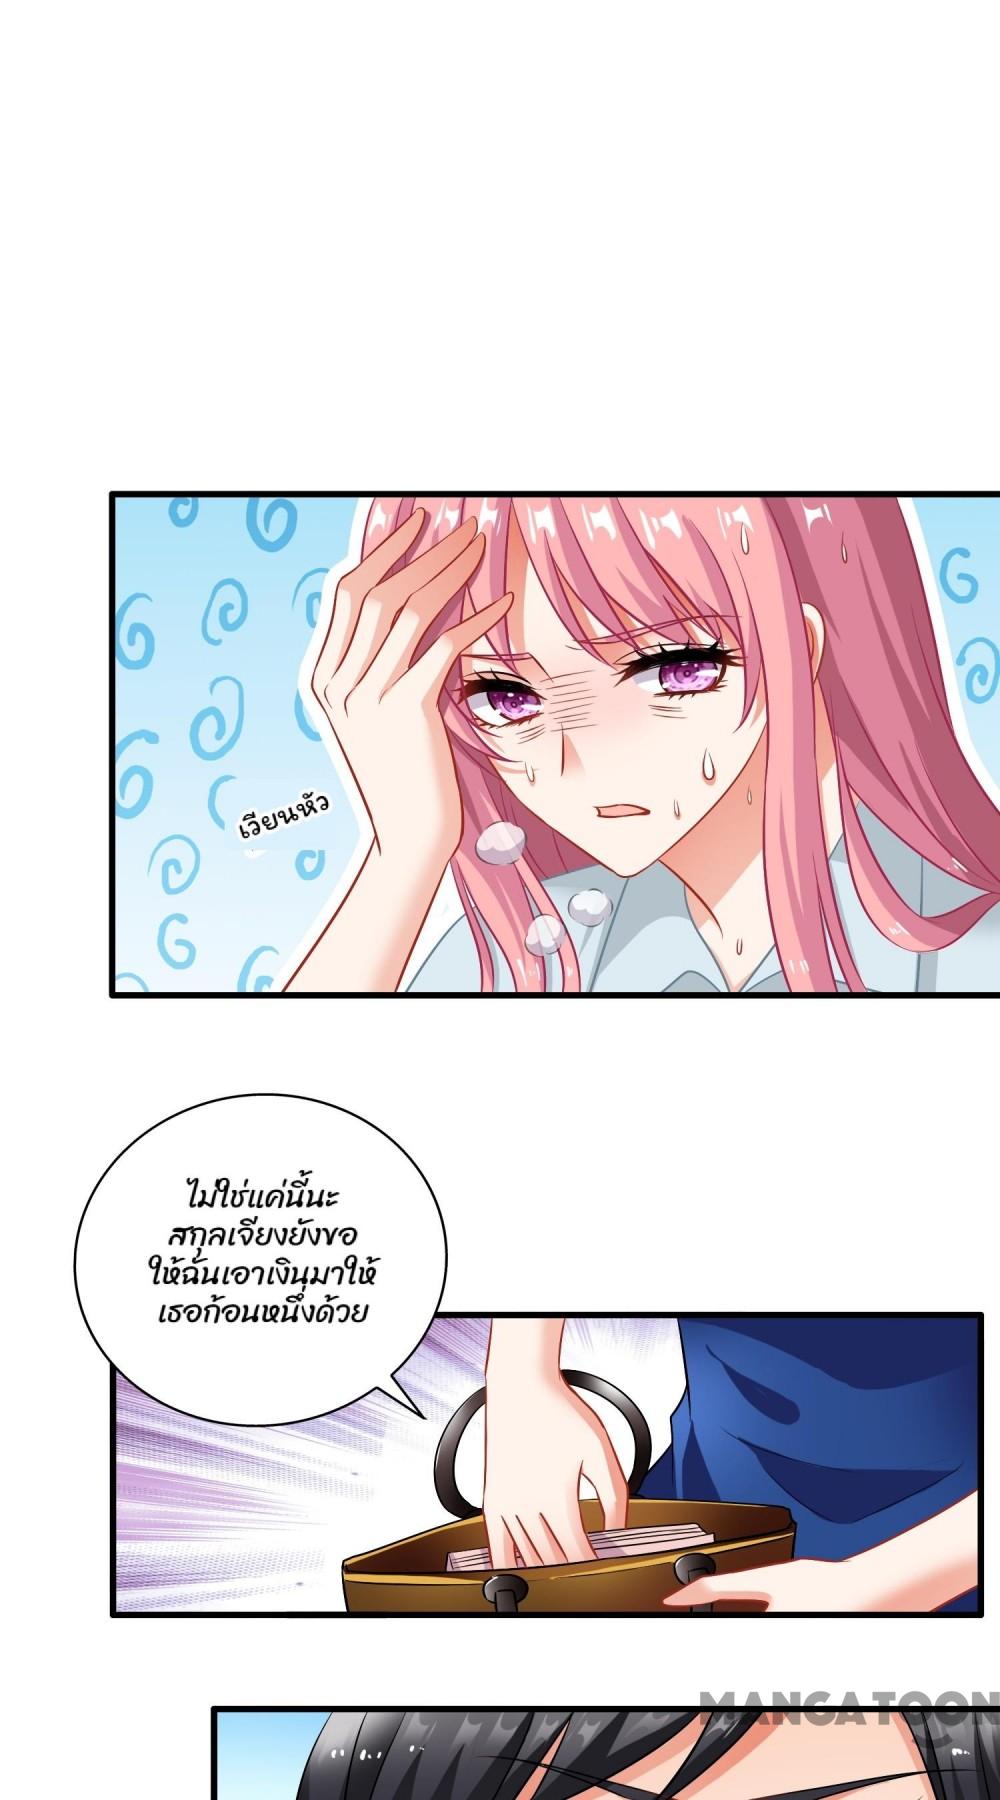 เวียนหัว
ไม่ใช่แค่นี้นะ
สกุลเจียงยังขอ
ให้ฉันเอาเงินมาให้
เธอก้อนหนึ่งด้วย
MANGATOON